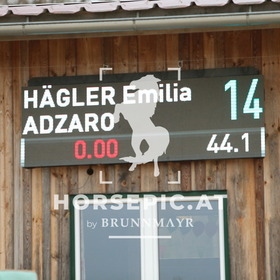 HÄGLER Emilia 14
ADZARO
0.00 44.1
HORSEPIC.AT
by BRUNNMAYR